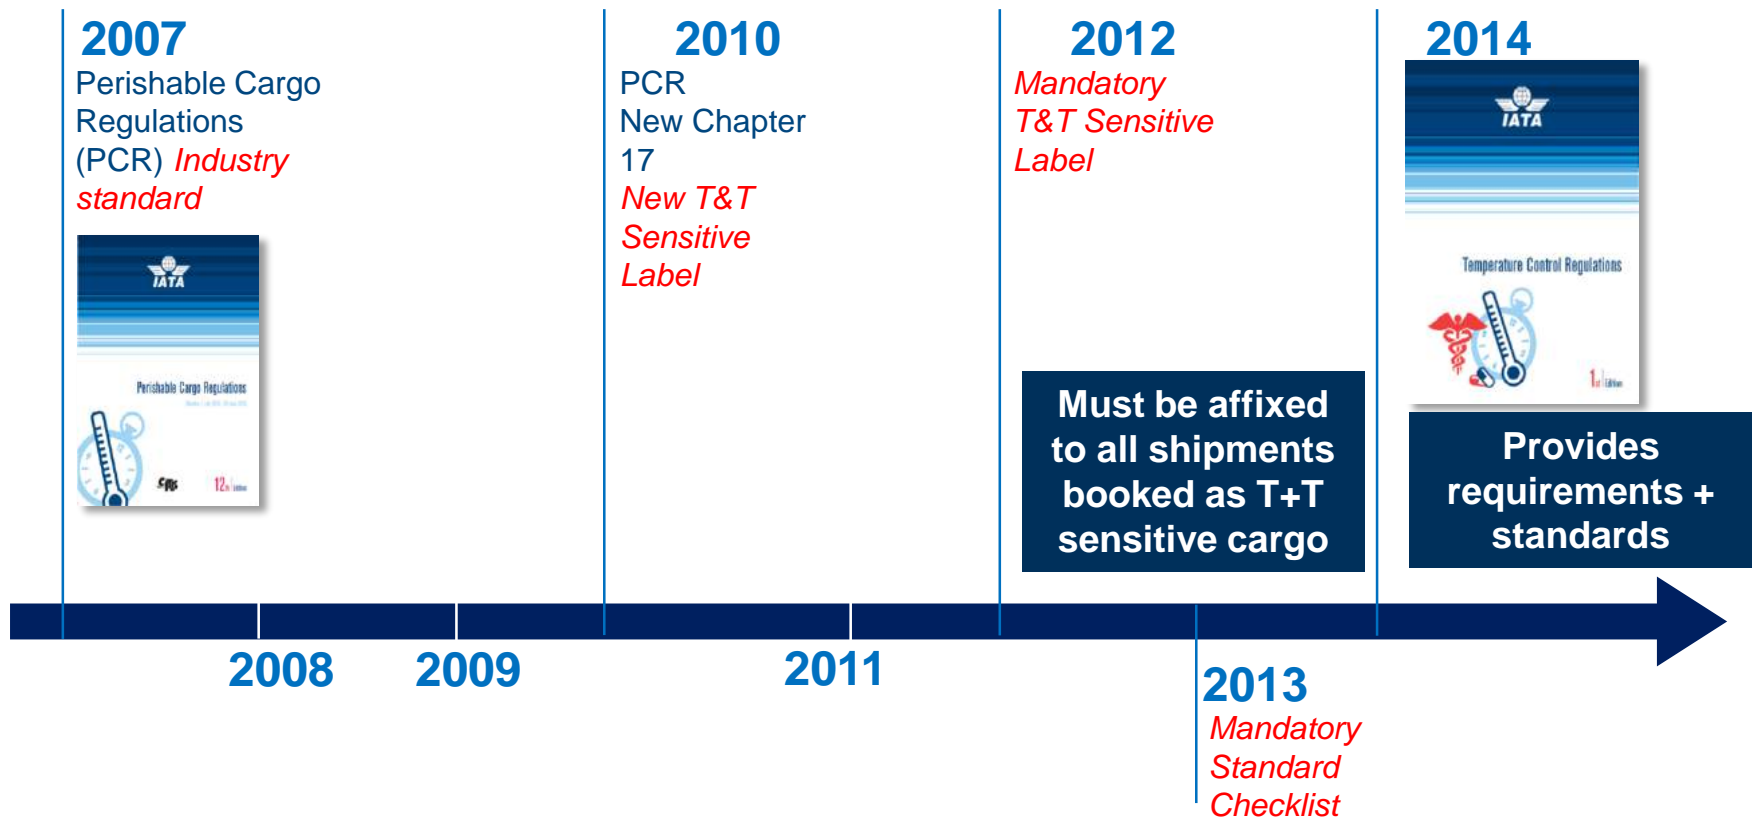 2007
Perishable Cargo
Regulations
(PCR) Industry
standard
IATA
Perishable Cargo Regulations
12th Edition
2010
PCR
New Chapter
17
New T&T
Sensitive
Label
2012
Mandatory
T&T Sensitive
Label
Must be affixed
to all shipments
booked as T+T
sensitive cargo
2014
IATA
Temperature Control Regulations
1st Edition
Provides
requirements +
standards
2008
2009
2011
2013
Mandatory
Standard
Checklist